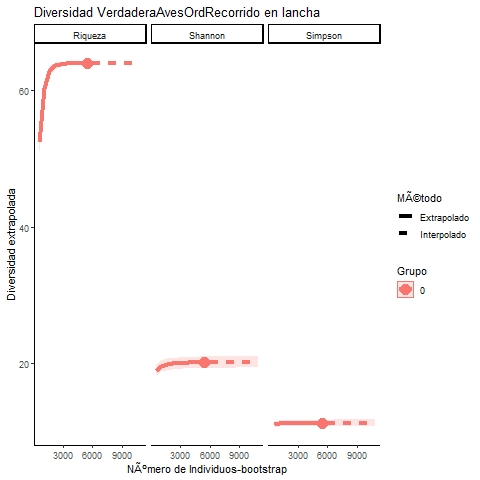 Diversidad VerdaderaAvesOrdRecorrido en lancha
Riqueza
Shannon
Simpson
60
40
20
Diversidad extrapolada
3000 6000 9000
3000 6000 9000
3000 6000 9000
NÃºmero de Individuos-bootstrap
MÃ©todo
Extrapolado
Interpolado
Grupo
0